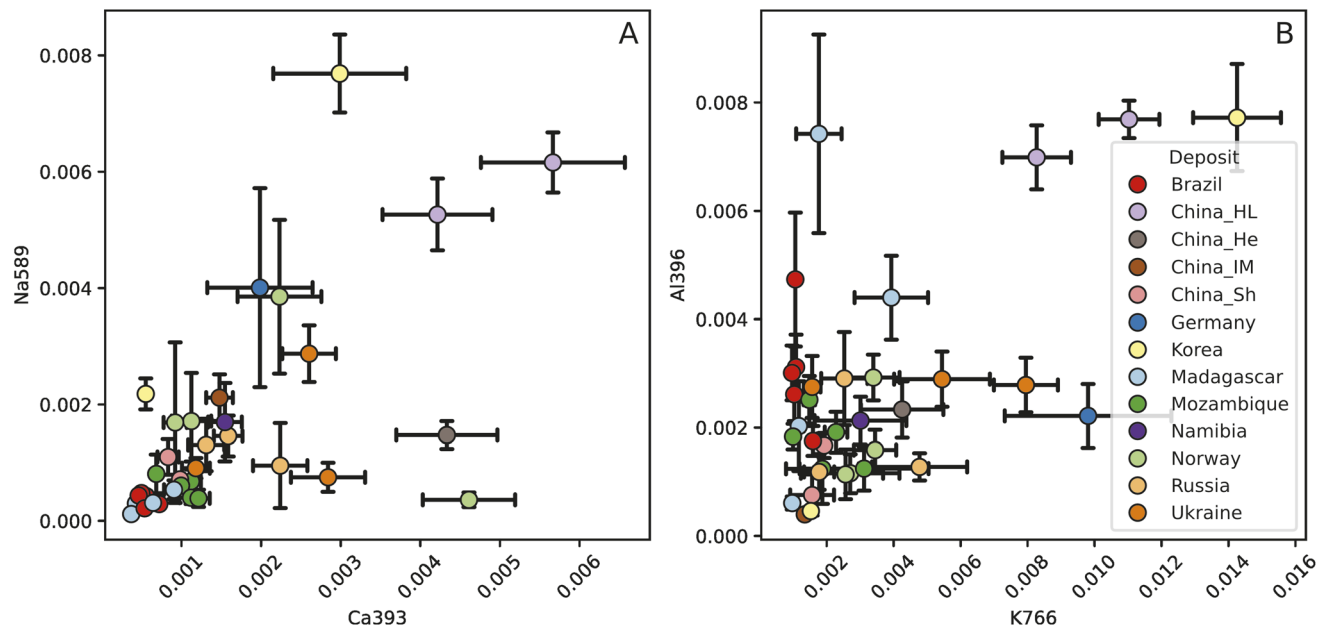 A
0.008
0.006
0.004
0.002
0.000
Na589
0.001
0.002
0.003
0.004
0.005
0.006
Ca393
B
0.008
0.006
0.004
0.002
0.000
Al396
0.002
0.004
0.006
0.008
0.010
0.012
0.014
0.016
K766
Deposit
Brazil
China_HL
China_He
China_IM
China_Sh
Germany
Korea
Madagascar
Mozambique
Namibia
Norway
Russia
Ukraine